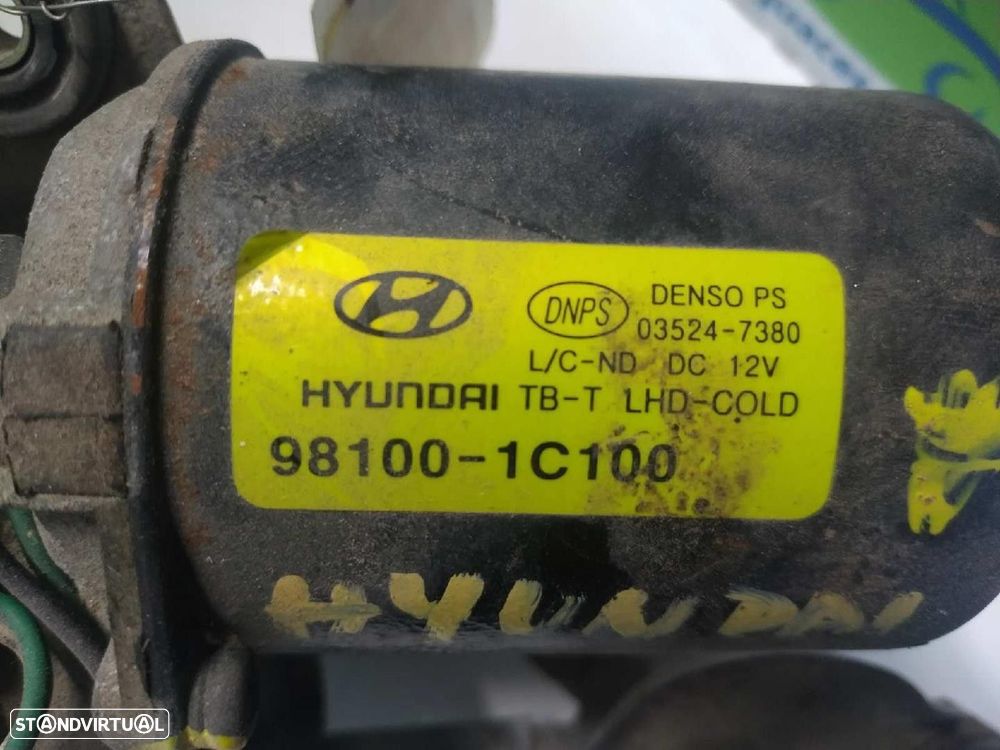 DNPS
DENSO PS
03524-7380
L/C-ND DC 12V
HYUNDAI TB-T LHD-COLD
98100-1C100
HYUNDAI
STANDVIRTUAL